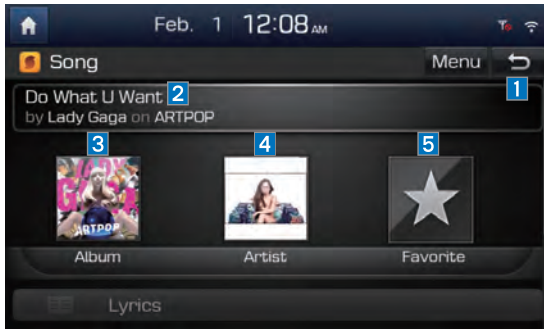 Feb. 1 12:08 AM
Song Menu
1
Do What U Want 2
by Lady Gaga on ARTPOP
3 4 5
LADY
GAGA
ARTPOP
Album Artist Favorite
Lyrics